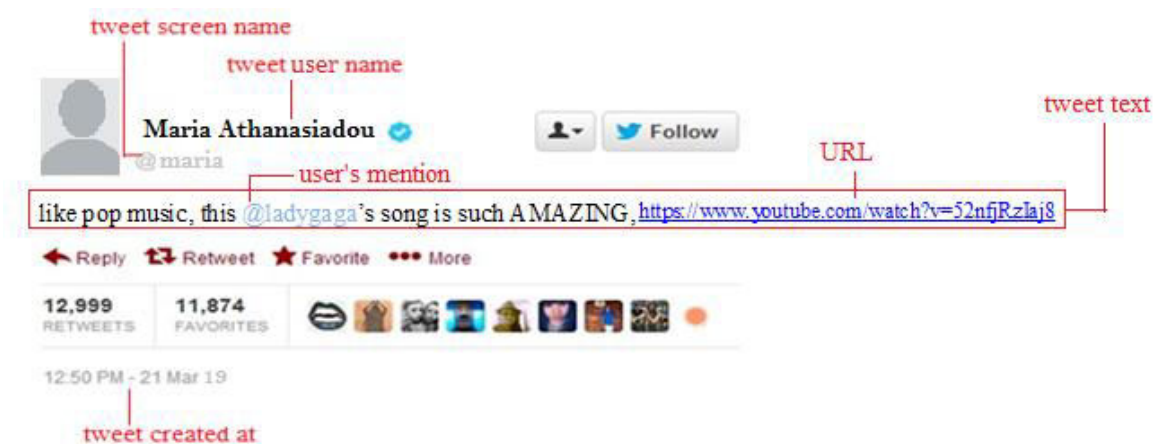 tweet screen name
tweet user name
tweet text
Maria Athanasiadou
Follow
@maria
URL
user's mention
like pop music, this @ladygaga's song is such AMAZING, https://www.youtube.com/watch?v=52nfjRzIaj8
Reply Retweet Favorite More
12,999 11,874
RETWEETS FAVORITES
12:50 PM - 21 Mar 19
tweet created at